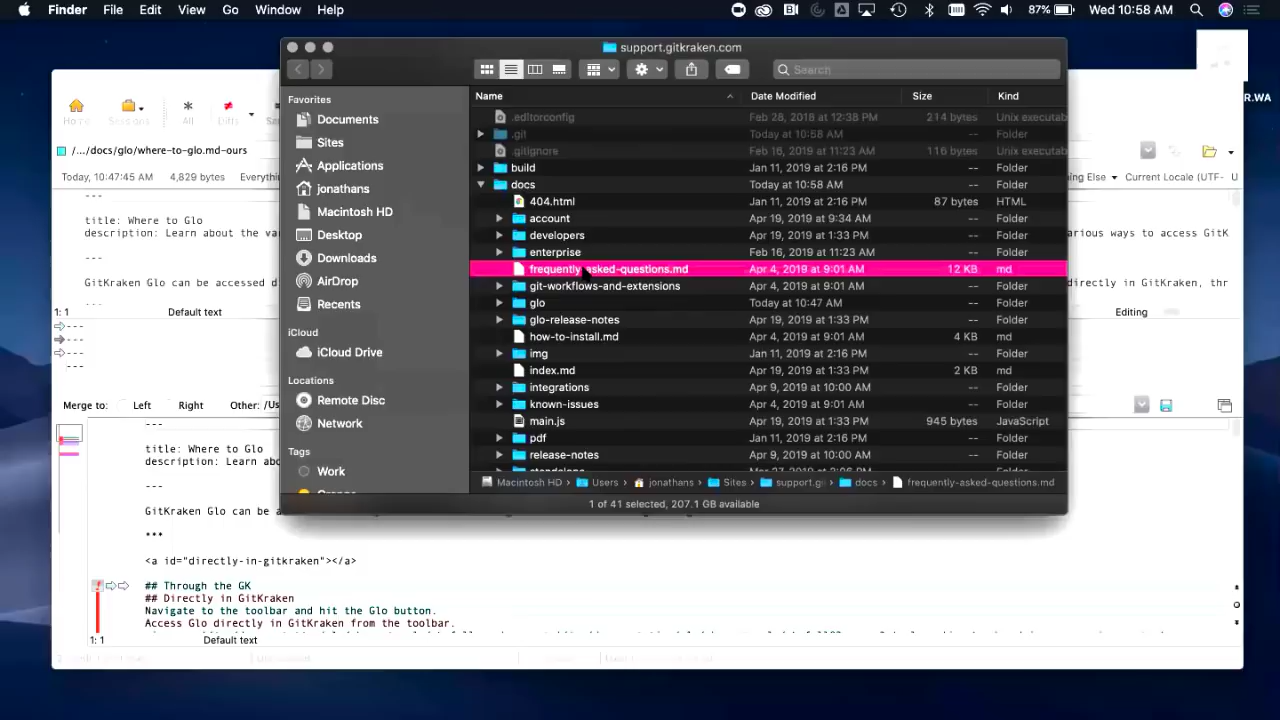 Finder File Edit View Go Window Help 87% Wed 10:58 AM
support.gitkraken.com
Search
Favorites
Documents
Sites
Applications
jonathans
Macintosh HD
Desktop
Downloads
AirDrop
Recents
iCloud
iCloud Drive
Locations
Remote Disc
Network
Tags
Work
Orange
Name Date Modified Size Kind
.editorconfig Feb 28, 2018 at 12:38 PM 214 bytes Unix executab
.git Today at 10:58 AM -- Folder
.gitignore Feb 16, 2019 at 11:23 AM 116 bytes Unix executab
build Jan 11, 2019 at 2:16 PM -- Folder
docs Today at 10:58 AM -- Folder
404.html Jan 11, 2019 at 2:16 PM 87 bytes HTML
account Apr 19, 2019 at 9:34 AM -- Folder
developers Apr 19, 2019 at 1:33 PM -- Folder
enterprise Feb 16, 2019 at 11:23 AM -- Folder
frequently-asked-questions.md Apr 4, 2019 at 9:01 AM 12 KB md
git-workflows-and-extensions Apr 4, 2019 at 9:01 AM -- Folder
glo Today at 10:47 AM -- Folder
glo-release-notes Apr 19, 2019 at 1:33 PM -- Folder
how-to-install.md Apr 4, 2019 at 9:01 AM 4 KB md
img Jan 11, 2019 at 2:16 PM -- Folder
index.md Apr 19, 2019 at 1:33 PM 2 KB md
integrations Apr 9, 2019 at 10:00 AM -- Folder
known-issues Apr 4, 2019 at 9:01 AM -- Folder
main.js Apr 19, 2019 at 1:33 PM 945 bytes JavaScript
pdf Jan 11, 2019 at 2:16 PM -- Folder
release-notes Apr 9, 2019 at 10:00 AM -- Folder
Macintosh HD › Users › jonathans › Sites › support.gi › docs › frequently-asked-questions.md
1 of 41 selected, 207.1 GB available
R.WA
Home Sessions All Diffs
/.../docs/glo/where-to-glo.md-ours
Today, 10:47:45 AM 4,829 bytes
ing Else Current Locale (UTF-
---
title: Where to Glo
description: Learn about the va
arious ways to access GitK
---
GitKraken Glo can be accessed d
directly in GitKraken, thr
---
1: 1 Default text
Editing
---
---
---
---
Merge to: Left Right Other: /Us
---
title: Where to Glo
description: Learn abo
---
GitKraken Glo can be a
***
<a id="directly-in-gitkraken"></a>
## Through the GK
## Directly in GitKraken
Navigate to the toolbar and hit the Glo button.
Access Glo directly in GitKraken from the toolbar.
1: 1 Default text